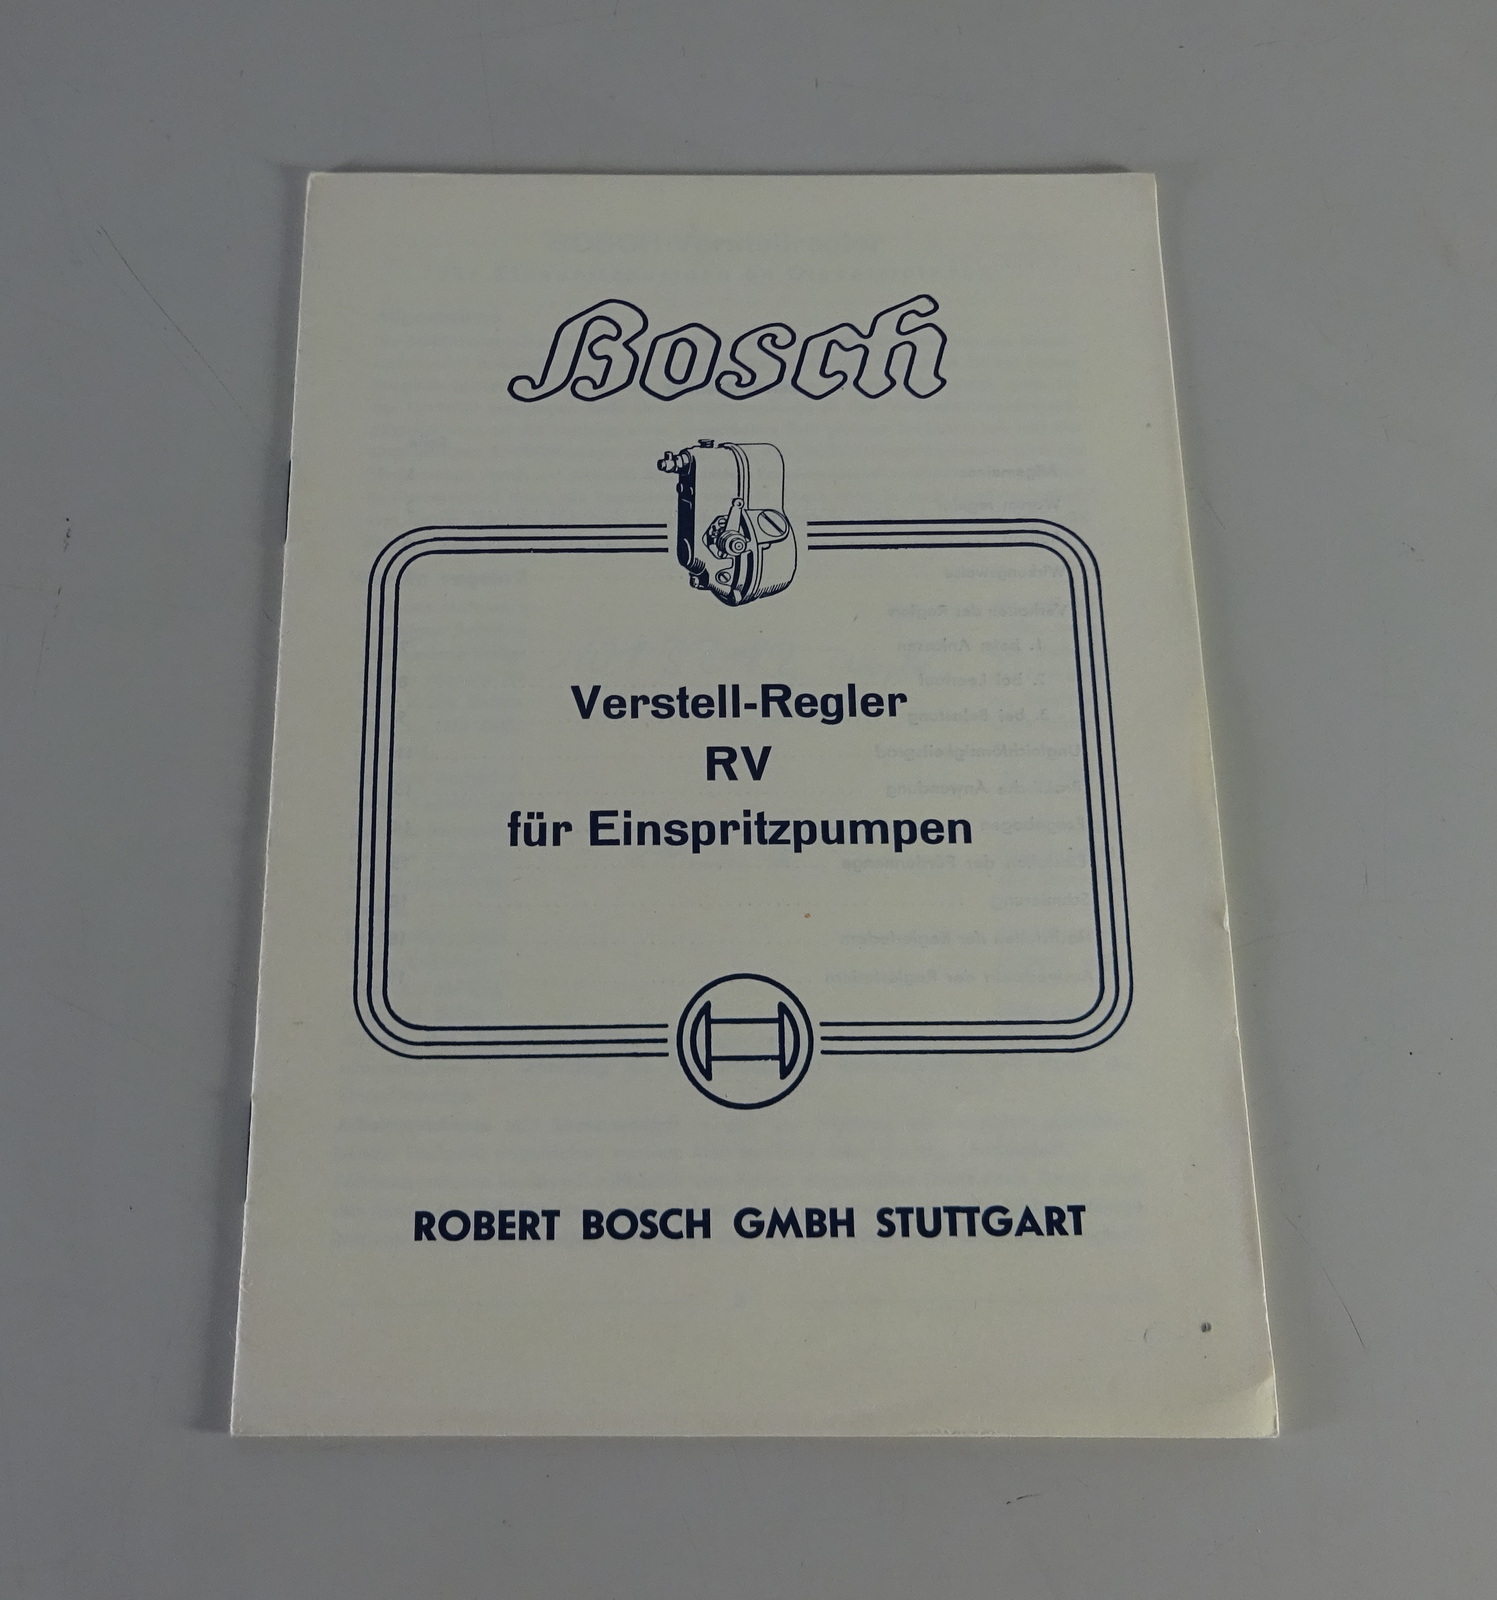 Bosch
Verstell-Regler
RV
für Einspritzpumpen
ROBERT BOSCH GMBH STUTTGART